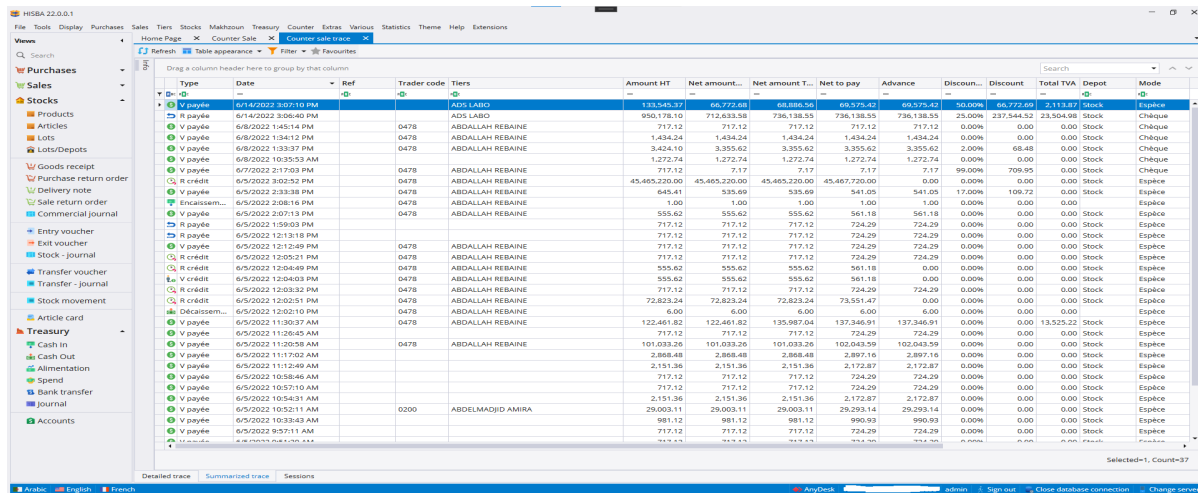 HISBA 22.0.0.1
File Tools Display Purchases Sales Tiers Stocks Makhzoun Treasury Counter Extras Various Statistics Theme Help Extensions
Views
Home Page Counter Sale Counter sale trace
Search
Refresh Table appearance Filter Favourites
Purchases
Sales
Stocks
Products
Articles
Lots
Lots/Depots
Goods receipt
Purchase return order
Delivery note
Sale return order
Commercial journal
Entry voucher
Exit voucher
Stock - journal
Transfer voucher
Transfer - journal
Stock movement
Article card
Treasury
Cash In
Cash Out
Alimentation
Spend
Bank transfer
Journal
Accounts
Info
Drag a column header here to group by that column
Search
Type Date Ref Trader code Tiers Amount HT Net amount... Net amount T... Net to pay Advance Discoun... Discount Total TVA Depot Mode
V payée 6/14/2022 3:07:10 PM ADS LABO 133,545.37 66,772.68 68,886.56 69,575.42 69,575.42 50.00% 66,772.69 2,113.87 Stock Espèce
R payée 6/14/2022 3:06:40 PM ADS LABO 950,178.10 712,633.58 736,138.55 736,138.55 736,138.55 25.00% 237,544.52 23,504.98 Stock Chèque
V payée 6/8/2022 1:45:14 PM 0478 ABDALLAH REBAINE 717.12 717.12 717.12 717.12 717.12 0.00% 0.00 0.00 Stock Chèque
V payée 6/8/2022 1:34:12 PM 0478 ABDALLAH REBAINE 1,434.24 1,434.24 1,434.24 1,434.24 1,434.24 0.00% 0.00 0.00 Stock Chèque
V payée 6/8/2022 1:33:37 PM 0478 ABDALLAH REBAINE 3,424.10 3,355.62 3,355.62 3,355.62 3,355.62 2.00% 68.48 0.00 Stock Chèque
V payée 6/8/2022 10:35:53 AM 1,272.74 1,272.74 1,272.74 1,272.74 1,272.74 0.00% 0.00 0.00 Stock Chèque
V payée 6/7/2022 2:17:03 PM 0478 ABDALLAH REBAINE 717.12 7.17 7.17 7.17 7.17 99.00% 709.95 0.00 Stock Chèque
R crédit 6/5/2022 3:02:52 PM 0478 ABDALLAH REBAINE 45,465,220.00 45,465,220.00 45,465,220.00 45,467,720.00 0.00 0.00% 0.00 0.00 Stock Espèce
V payée 6/5/2022 2:33:38 PM 0478 ABDALLAH REBAINE 645.41 535.69 535.69 541.05 541.05 17.00% 109.72 0.00 Stock Espèce
Encaissem... 6/5/2022 2:08:16 PM 0478 ABDALLAH REBAINE 1.00 1.00 1.00 1.00 1.00 0.00% 0.00 0.00 Espèce
V payée 6/5/2022 2:07:13 PM 0478 ABDALLAH REBAINE 555.62 555.62 555.62 561.18 561.18 0.00% 0.00 0.00 Stock Espèce
R payée 6/5/2022 1:59:03 PM 717.12 717.12 717.12 724.29 724.29 0.00% 0.00 0.00 Stock Espèce
R payée 6/5/2022 12:13:18 PM 717.12 717.12 717.12 724.29 724.29 0.00% 0.00 0.00 Stock Espèce
V payée 6/5/2022 12:12:49 PM 0478 ABDALLAH REBAINE 717.12 717.12 717.12 724.29 724.29 0.00% 0.00 0.00 Stock Espèce
R crédit 6/5/2022 12:05:21 PM 0478 ABDALLAH REBAINE 717.12 717.12 717.12 724.29 724.29 0.00% 0.00 0.00 Stock Espèce
R crédit 6/5/2022 12:04:49 PM 0478 ABDALLAH REBAINE 555.62 555.62 555.62 561.18 0.00 0.00% 0.00 0.00 Stock Espèce
V crédit 6/5/2022 12:04:03 PM 0478 ABDALLAH REBAINE 555.62 555.62 555.62 561.18 0.00 0.00% 0.00 0.00 Stock Espèce
R crédit 6/5/2022 12:03:32 PM 0478 ABDALLAH REBAINE 717.12 717.12 717.12 724.29 724.29 0.00% 0.00 0.00 Stock Espèce
R crédit 6/5/2022 12:02:51 PM 0478 ABDALLAH REBAINE 72,823.24 72,823.24 72,823.24 73,551.47 0.00 0.00% 0.00 0.00 Stock Espèce
Décaissem... 6/5/2022 12:02:10 PM 0478 ABDALLAH REBAINE 6.00 6.00 6.00 6.00 6.00 0.00% 0.00 0.00 Espèce
V payée 6/5/2022 11:30:37 AM 0478 ABDALLAH REBAINE 122,461.82 122,461.82 135,987.04 137,346.91 137,346.91 0.00% 0.00 13,525.22 Stock Espèce
V payée 6/5/2022 11:26:45 AM 717.12 717.12 717.12 724.29 724.29 0.00% 0.00 0.00 Stock Espèce
V payée 6/5/2022 11:20:58 AM 0478 ABDALLAH REBAINE 101,033.26 101,033.26 101,033.26 102,043.59 102,043.59 0.00% 0.00 0.00 Stock Espèce
V payée 6/5/2022 11:17:02 AM 2,868.48 2,868.48 2,868.48 2,897.16 2,897.16 0.00% 0.00 0.00 Stock Espèce
V payée 6/5/2022 11:12:49 AM 2,151.36 2,151.36 2,151.36 2,172.87 2,172.87 0.00% 0.00 0.00 Stock Espèce
V payée 6/5/2022 10:58:46 AM 717.12 717.12 717.12 724.29 724.29 0.00% 0.00 0.00 Stock Espèce
V payée 6/5/2022 10:57:10 AM 717.12 717.12 717.12 724.29 724.29 0.00% 0.00 0.00 Stock Espèce
V payée 6/5/2022 10:54:31 AM 2,151.36 2,151.36 2,151.36 2,172.87 2,172.87 0.00% 0.00 0.00 Stock Espèce
V payée 6/5/2022 10:52:11 AM 0200 ABDELMADJID AMIRA 29,003.11 29,003.11 29,003.11 29,293.14 29,293.14 0.00% 0.00 0.00 Stock Espèce
V payée 6/5/2022 10:33:43 AM 981.12 981.12 981.12 990.93 990.93 0.00% 0.00 0.00 Stock Espèce
V payée 6/5/2022 9:57:11 AM 717.12 717.12 717.12 724.29 724.29 0.00% 0.00 0.00 Stock Espèce
Selected=1, Count=37
Detailed trace Summarized trace Sessions
Arabic English French AnyDesk admin Sign out Close database connection Change server